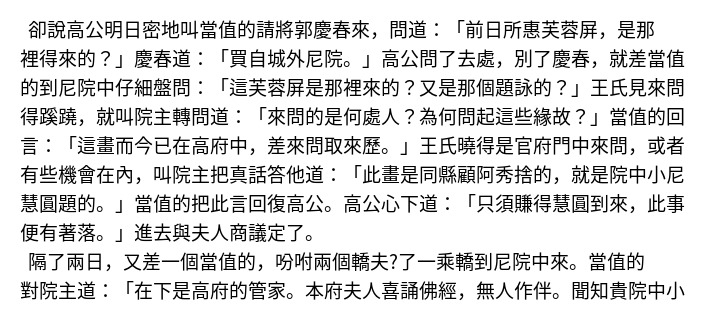 卻說高公明日密地叫當值的請將郭慶春來，問道：「前日所惠芙蓉屏，是那
裡得來的？」慶春道：「買自城外尼院。」高公問了去處，別了慶春，就差當值
的到尼院中仔細盤問：「這芙蓉屏是那裡來的？又是那個題詠的？」王氏見來問
得蹊蹺，就叫院主轉問道：「來問的是何處人？為何問起這些緣故？」當值的回
言：「這畫而今已在高府中，差來問取來歷。」王氏曉得是官府門中來問，或者
有些機會在內，叫院主把真話答他道：「此畫是同縣顧阿秀捨的，就是院中小尼
慧圓題的。」當值的把此言回復高公。高公心下道：「只須賺得慧圓到來，此事
便有著落。」進去與夫人商議定了。
隔了兩日，又差一個當值的，吩咐兩個轎夫?了一乘轎到尼院中來。當值的
對院主道：「在下是高府的管家。本府夫人喜誦佛經，無人作伴。聞知貴院中小